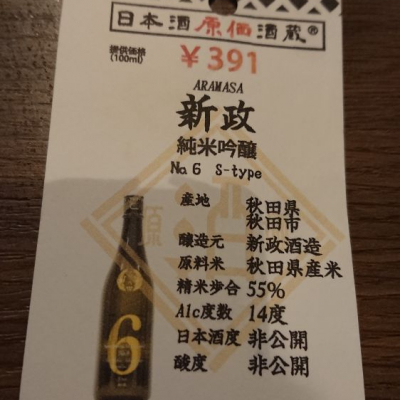 日本酒原価酒蔵®
提供価格
(100ml)
¥391
ARAMASA
新政
純米吟醸
No.6 S-type
産地 秋田県
秋田市
醸造元 新政酒造
原料米 秋田県産米
精米歩合 55%
Alc度数 14度
日本酒度 非公開
酸度 非公開
6